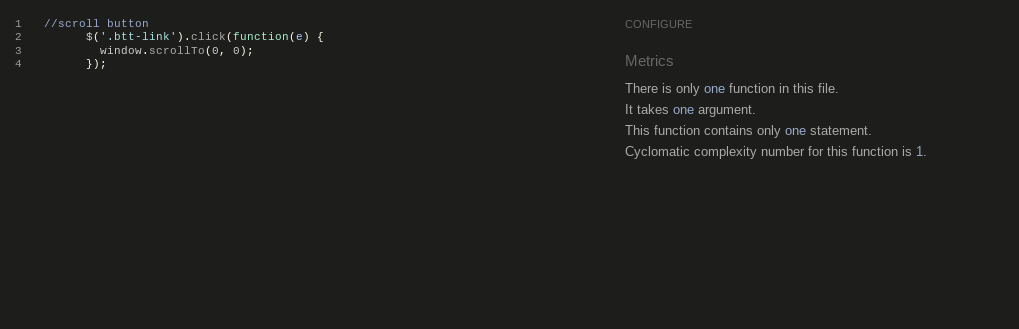 1 //scroll button
2 $('.btt-link').click(function(e) {
3 window.scrollTo(0, 0);
4 });
CONFIGURE
Metrics
There is only one function in this file.
It takes one argument.
This function contains only one statement.
Cyclomatic complexity number for this function is 1.